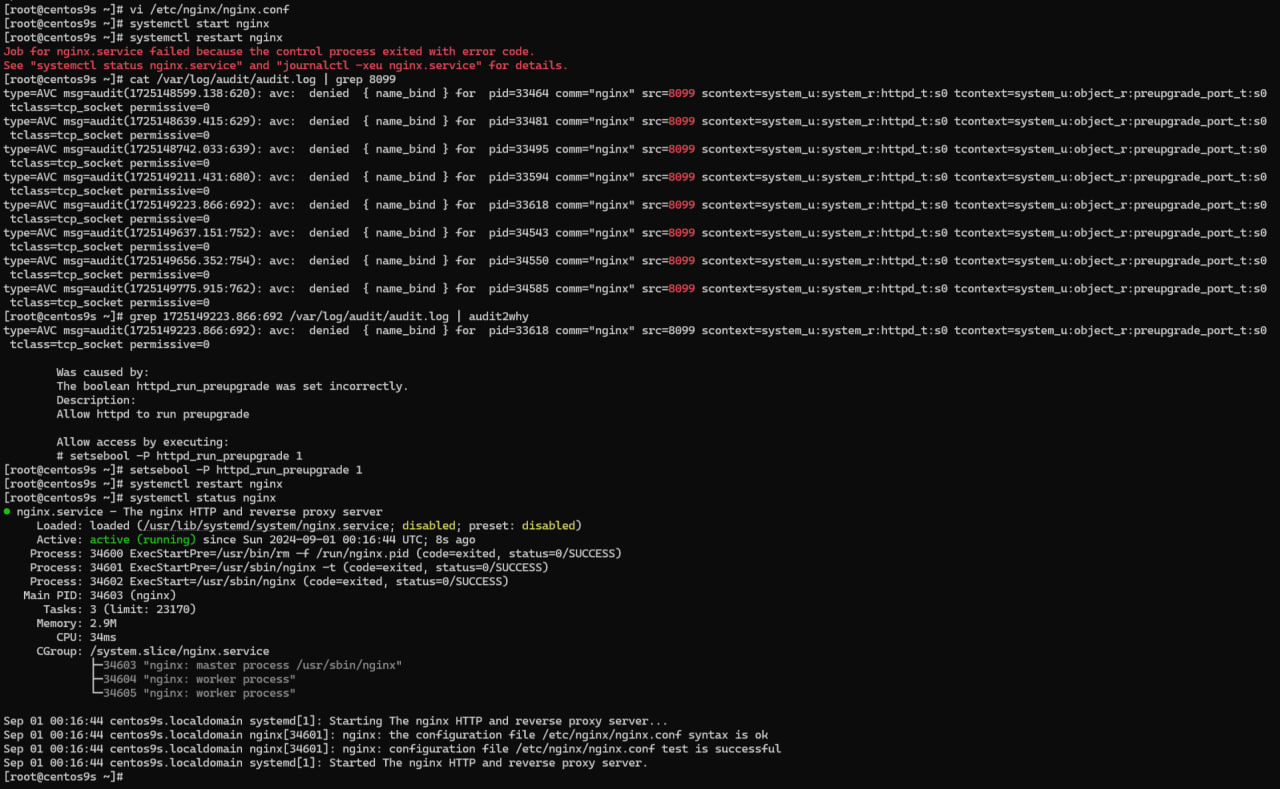 [root@centos9s ~]# vi /etc/nginx/nginx.conf
[root@centos9s ~]# systemctl start nginx
[root@centos9s ~]# systemctl restart nginx
Job for nginx.service failed because the control process exited with error code.
See "systemctl status nginx.service" and "journalctl -xeu nginx.service" for details.
[root@centos9s ~]# cat /var/log/audit/audit.log | grep 8099
type=AVC msg=audit(1725148599.138:620): avc:  denied  { name_bind } for  pid=33464 comm="nginx" src=8099 scontext=system_u:system_r:httpd_t:s0 tcontext=system_u:object_r:preupgrade_port_t:s0
 tclass=tcp_socket permissive=0
type=AVC msg=audit(1725148639.415:629): avc:  denied  { name_bind } for  pid=33481 comm="nginx" src=8099 scontext=system_u:system_r:httpd_t:s0 tcontext=system_u:object_r:preupgrade_port_t:s0
 tclass=tcp_socket permissive=0
type=AVC msg=audit(1725148742.033:639): avc:  denied  { name_bind } for  pid=33495 comm="nginx" src=8099 scontext=system_u:system_r:httpd_t:s0 tcontext=system_u:object_r:preupgrade_port_t:s0
 tclass=tcp_socket permissive=0
type=AVC msg=audit(1725149211.431:680): avc:  denied  { name_bind } for  pid=33594 comm="nginx" src=8099 scontext=system_u:system_r:httpd_t:s0 tcontext=system_u:object_r:preupgrade_port_t:s0
 tclass=tcp_socket permissive=0
type=AVC msg=audit(1725149223.866:692): avc:  denied  { name_bind } for  pid=33618 comm="nginx" src=8099 scontext=system_u:system_r:httpd_t:s0 tcontext=system_u:object_r:preupgrade_port_t:s0
 tclass=tcp_socket permissive=0
type=AVC msg=audit(1725149637.151:752): avc:  denied  { name_bind } for  pid=34543 comm="nginx" src=8099 scontext=system_u:system_r:httpd_t:s0 tcontext=system_u:object_r:preupgrade_port_t:s0
 tclass=tcp_socket permissive=0
type=AVC msg=audit(1725149656.352:754): avc:  denied  { name_bind } for  pid=34550 comm="nginx" src=8099 scontext=system_u:system_r:httpd_t:s0 tcontext=system_u:object_r:preupgrade_port_t:s0
 tclass=tcp_socket permissive=0
type=AVC msg=audit(1725149775.915:762): avc:  denied  { name_bind } for  pid=34585 comm="nginx" src=8099 scontext=system_u:system_r:httpd_t:s0 tcontext=system_u:object_r:preupgrade_port_t:s0
 tclass=tcp_socket permissive=0
[root@centos9s ~]# grep 1725149223.866:692 /var/log/audit/audit.log | audit2why
type=AVC msg=audit(1725149223.866:692): avc:  denied  { name_bind } for  pid=33618 comm="nginx" src=8099 scontext=system_u:system_r:httpd_t:s0 tcontext=system_u:object_r:preupgrade_port_t:s0
 tclass=tcp_socket permissive=0
Was caused by:
The boolean httpd_run_preupgrade was set incorrectly.
Description:
Allow httpd to run preupgrade
Allow access by executing:
# setsebool -P httpd_run_preupgrade 1
[root@centos9s ~]# setsebool -P httpd_run_preupgrade 1
[root@centos9s ~]# systemctl restart nginx
[root@centos9s ~]# systemctl status nginx
● nginx.service - The nginx HTTP and reverse proxy server
Loaded: loaded (/usr/lib/systemd/system/nginx.service; disabled; preset: disabled)
Active: active (running) since Sun 2024-09-01 00:16:44 UTC; 8s ago
Process: 34600 ExecStartPre=/usr/bin/rm -f /run/nginx.pid (code=exited, status=0/SUCCESS)
Process: 34601 ExecStartPre=/usr/sbin/nginx -t (code=exited, status=0/SUCCESS)
Process: 34602 ExecStart=/usr/sbin/nginx (code=exited, status=0/SUCCESS)
Main PID: 34603 (nginx)
Tasks: 3 (limit: 23170)
Memory: 2.9M
CPU: 34ms
CGroup: /system.slice/nginx.service
├─34603 "nginx: master process /usr/sbin/nginx"
├─34604 "nginx: worker process"
└─34605 "nginx: worker process"
Sep 01 00:16:44 centos9s.localdomain systemd[1]: Starting The nginx HTTP and reverse proxy server...
Sep 01 00:16:44 centos9s.localdomain nginx[34601]: nginx: the configuration file /etc/nginx/nginx.conf syntax is ok
Sep 01 00:16:44 centos9s.localdomain nginx[34601]: nginx: configuration file /etc/nginx/nginx.conf test is successful
Sep 01 00:16:44 centos9s.localdomain systemd[1]: Started The nginx HTTP and reverse proxy server.
[root@centos9s ~]#